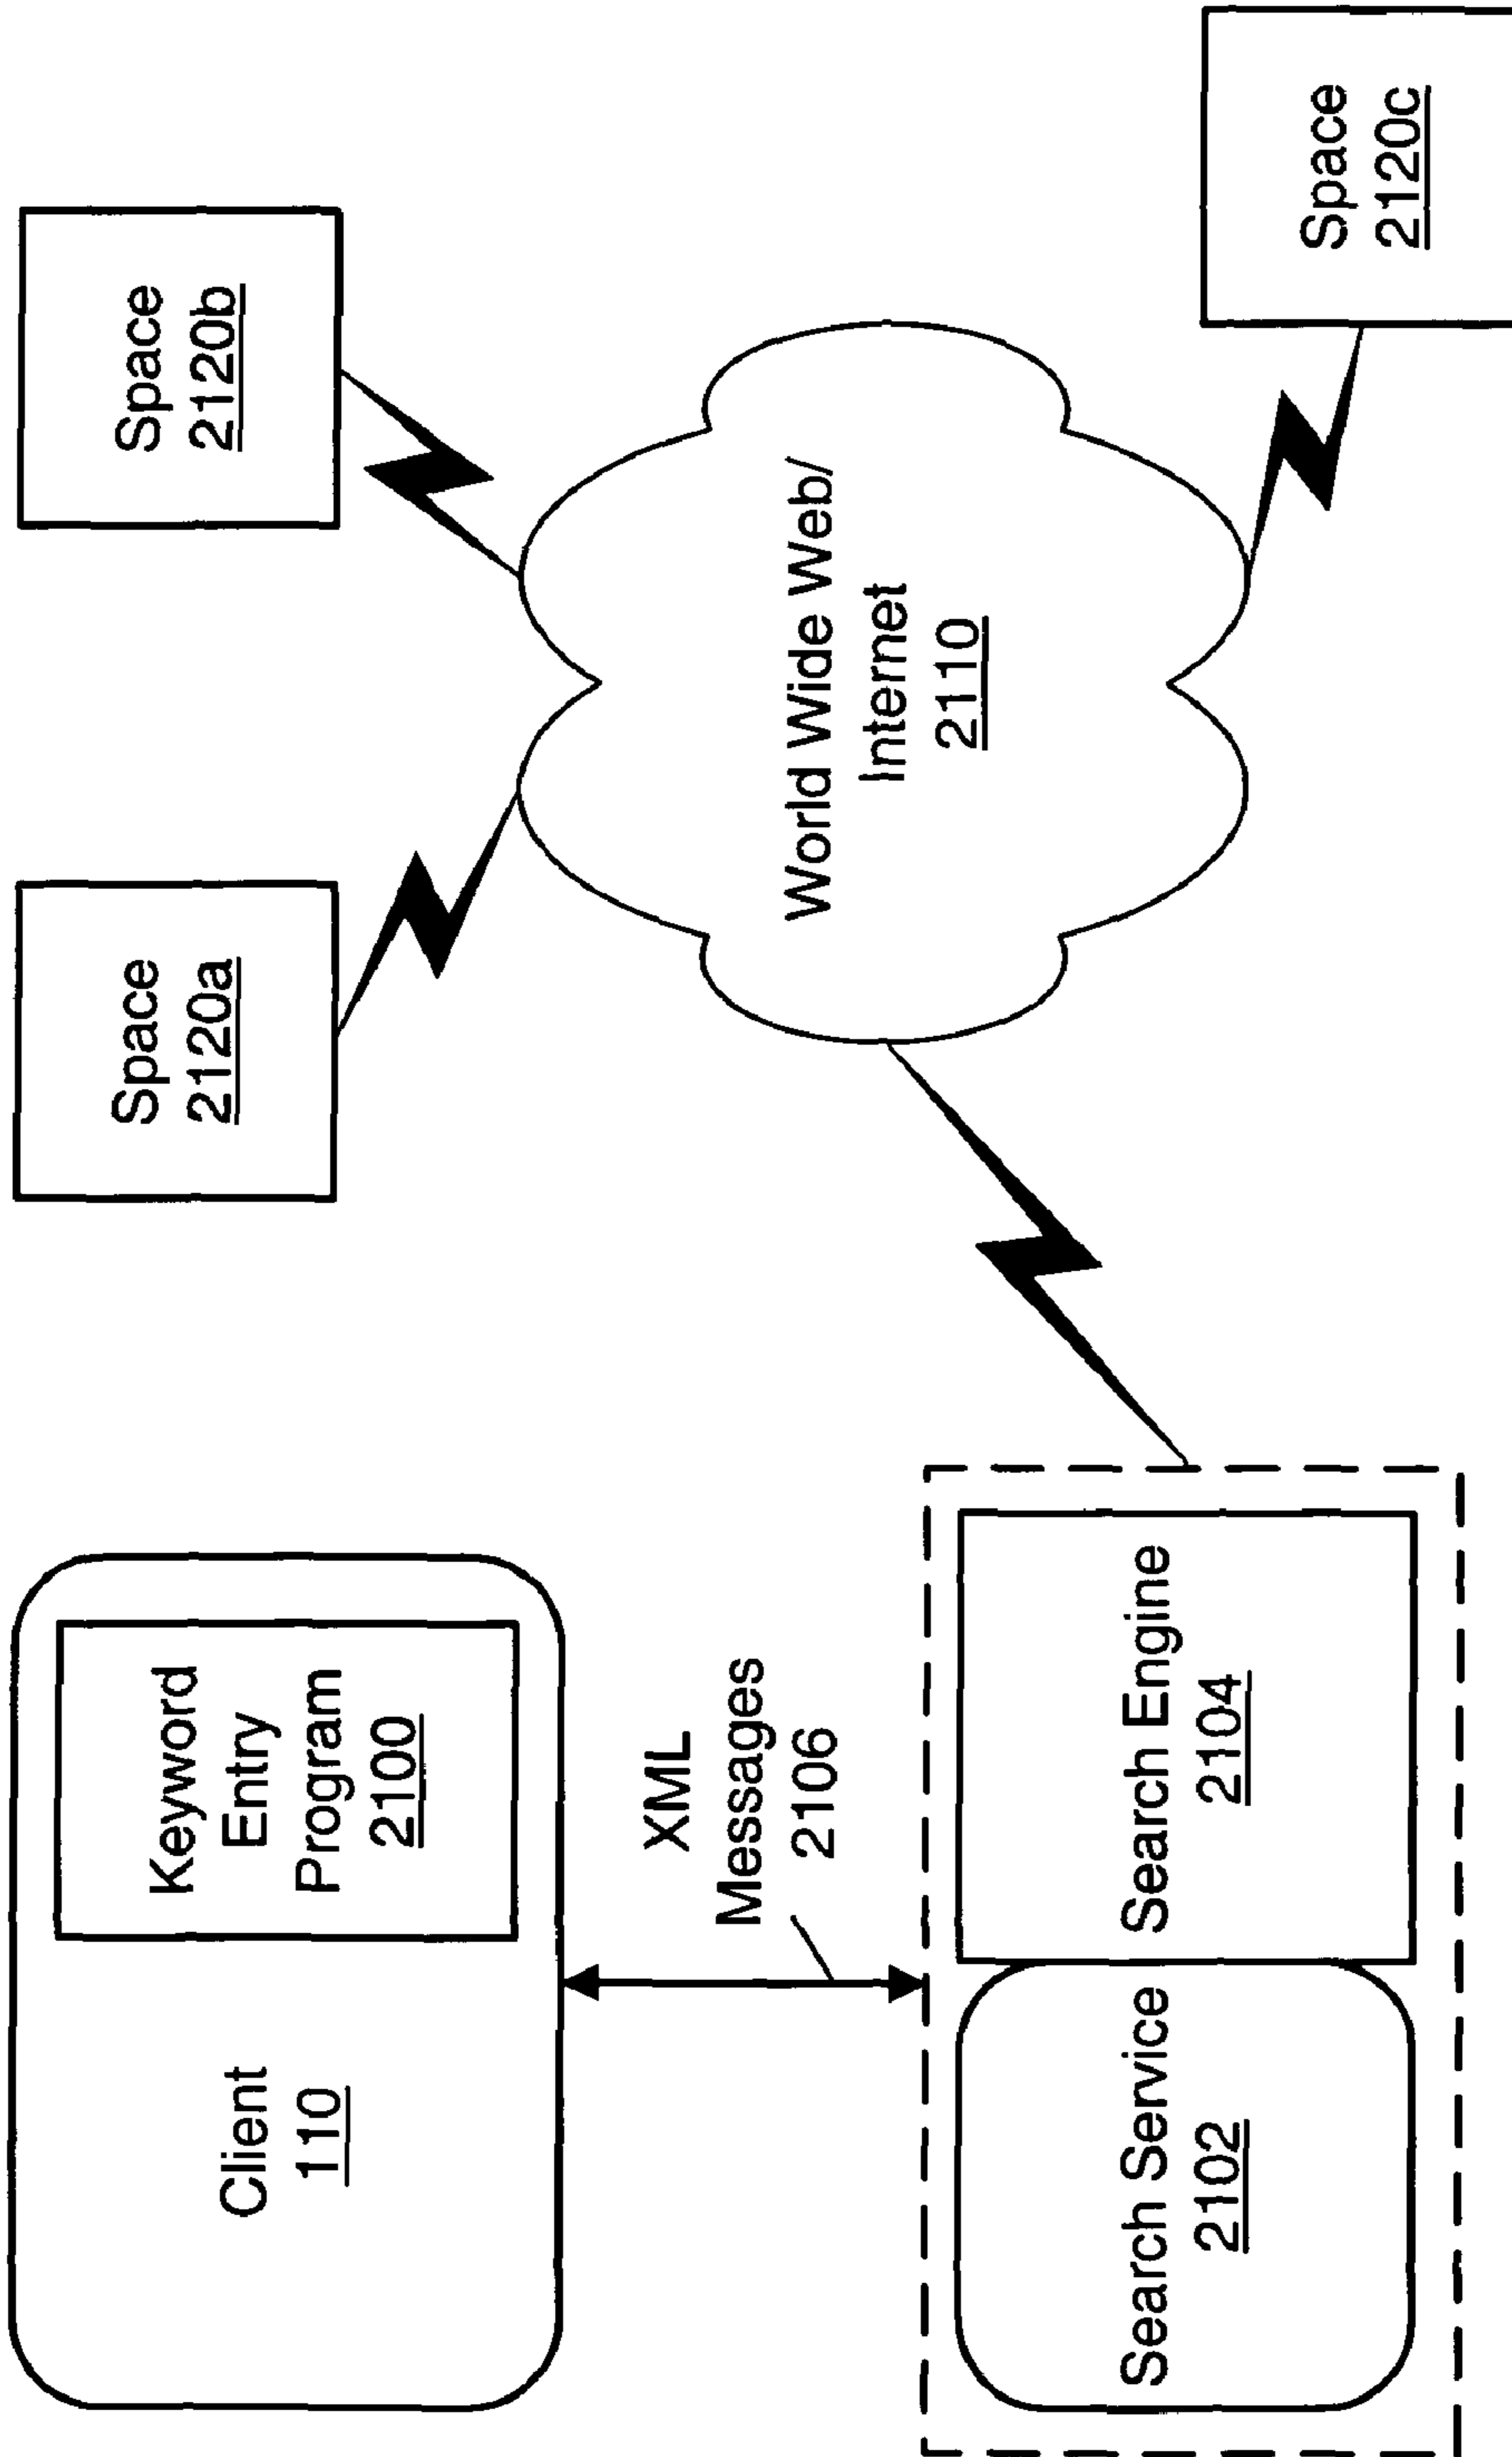 Client
110
Keyword
Entry
Program
2100
XML
Messages
2106
Search Service
2102
Search Engine
2104
Space
2120a
Space
2120b
World Wide Web/
Internet
2110
Space
2120c